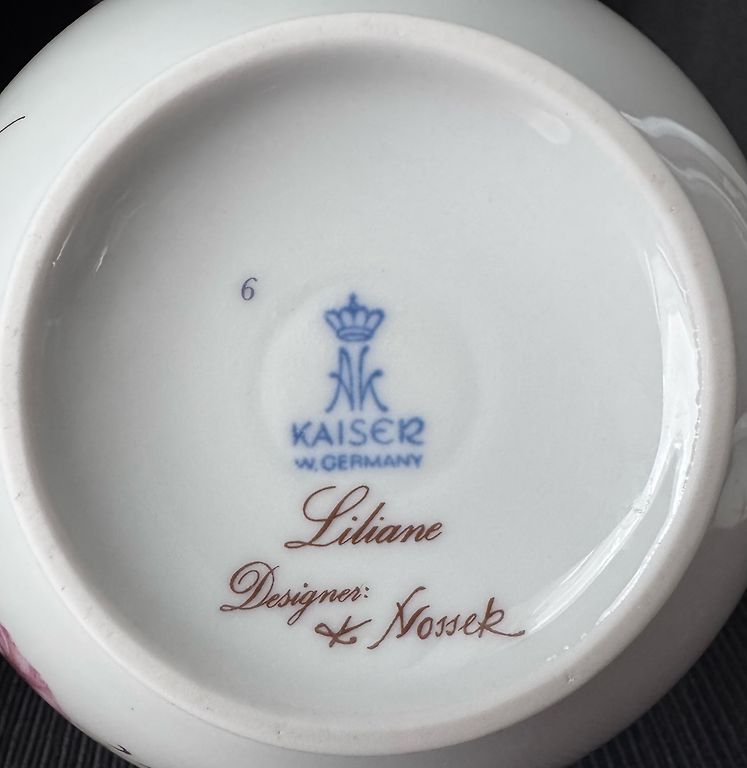 6
AK
KAISER
W. GERMANY
Liliane
Designer:
K Nossek